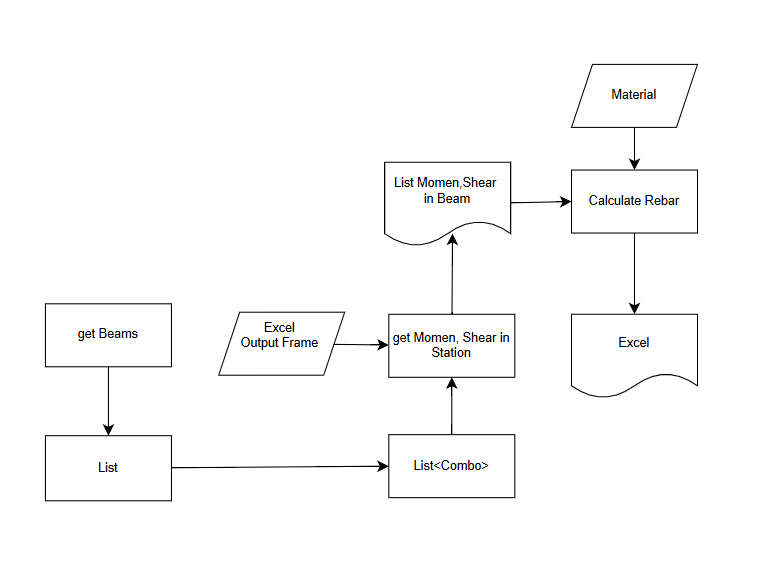 Material
List Momen,Shear
in Beam
Calculate Rebar
get Beams
Excel
Output Frame
get Momen, Shear in
Station
Excel
List
List<Combo>